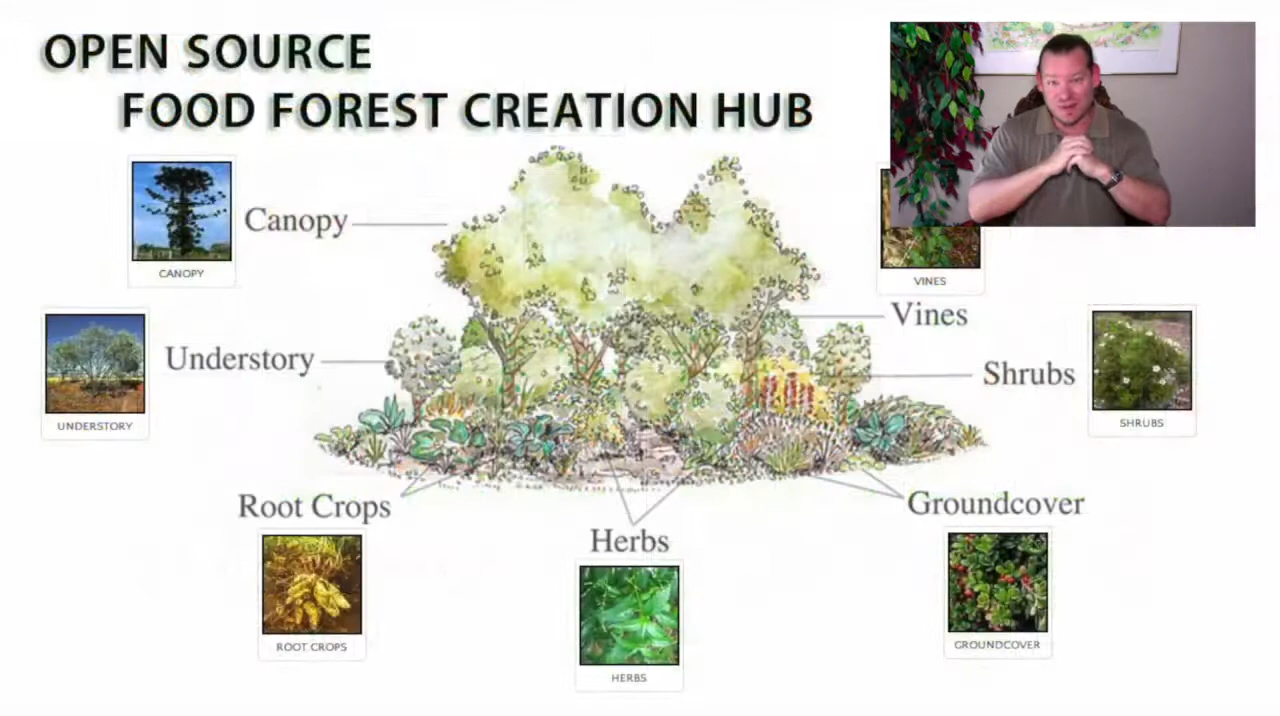 OPEN SOURCE
FOOD FOREST CREATION HUB
CANOPY
Canopy
VINES
Vines
Understory
UNDERSTORY
Shrubs
SHRUBS
Root Crops
ROOT CROPS
Herbs
HERBS
Groundcover
GROUNDCOVER